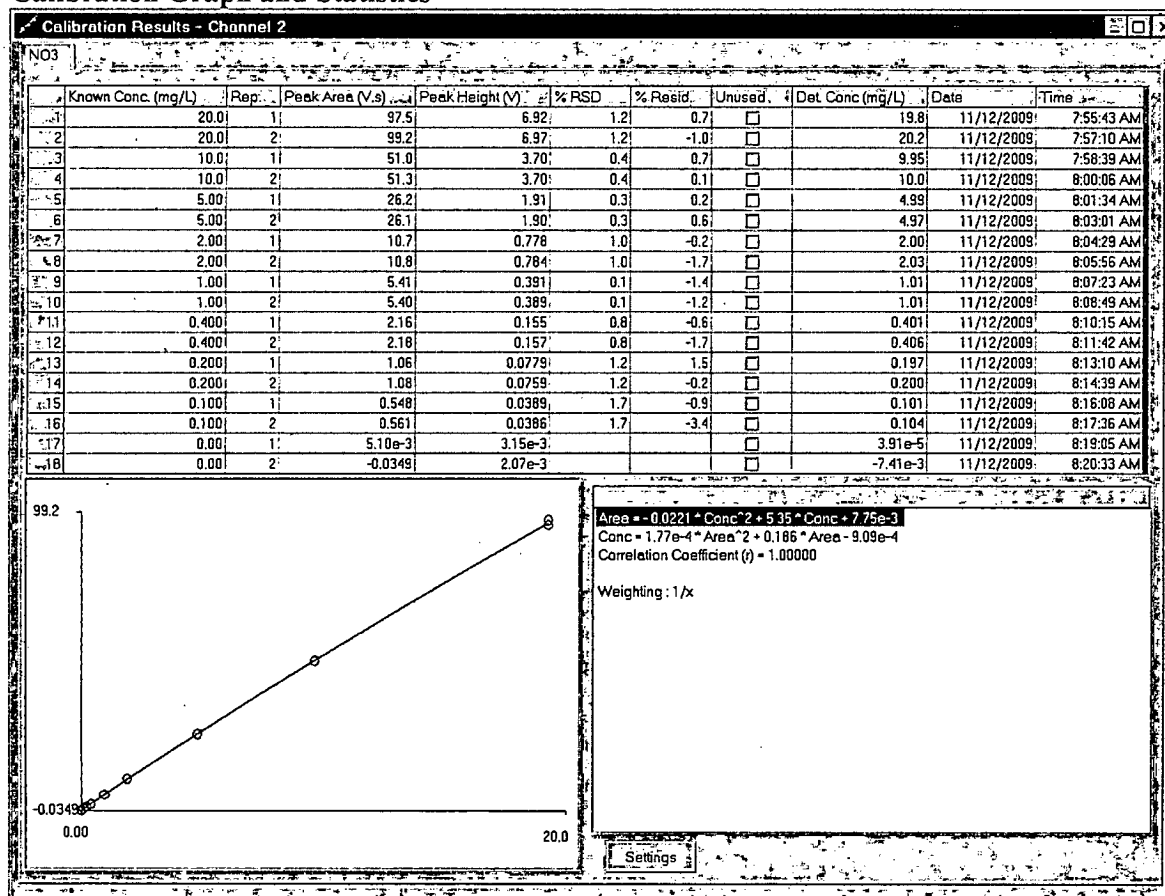 Calibration Graph and Statistics
Calibration Results - Channel 2
NO3
Known Conc. (mg/L) Rep. Peak Area (V.s) Peak Height (V) % RSD % Resid. Unused Det. Conc (mg/L) Date Time
1 20.0 1 97.5 6.92 1.2 0.7 19.8 11/12/2009 7:55:43 AM
2 20.0 2 99.2 6.97 1.2 -1.0 20.2 11/12/2009 7:57:10 AM
3 10.0 1 51.0 3.70 0.4 0.7 9.95 11/12/2009 7:58:39 AM
4 10.0 2 51.3 3.70 0.4 0.1 10.0 11/12/2009 8:00:06 AM
5 5.00 1 26.2 1.91 0.3 0.2 4.99 11/12/2009 8:01:34 AM
6 5.00 2 26.1 1.90 0.3 0.6 4.97 11/12/2009 8:03:01 AM
7 2.00 1 10.7 0.778 1.0 -0.2 2.00 11/12/2009 8:04:29 AM
8 2.00 2 10.8 0.784 1.0 -1.7 2.03 11/12/2009 8:05:56 AM
9 1.00 1 5.41 0.391 0.1 -1.4 1.01 11/12/2009 8:07:23 AM
10 1.00 2 5.40 0.389 0.1 -1.2 1.01 11/12/2009 8:08:49 AM
11 0.400 1 2.16 0.155 0.8 -0.6 0.401 11/12/2009 8:10:15 AM
12 0.400 2 2.18 0.157 0.8 -1.7 0.406 11/12/2009 8:11:42 AM
13 0.200 1 1.06 0.0779 1.2 1.5 0.197 11/12/2009 8:13:10 AM
14 0.200 2 1.08 0.0759 1.2 -0.2 0.200 11/12/2009 8:14:39 AM
15 0.100 1 0.548 0.0389 1.7 -0.9 0.101 11/12/2009 8:16:08 AM
16 0.100 2 0.561 0.0386 1.7 -3.4 0.104 11/12/2009 8:17:36 AM
17 0.00 1 5.10e-3 3.15e-3 3.91e-5 11/12/2009 8:19:05 AM
18 0.00 2 -0.0349 2.07e-3 -7.41e-3 11/12/2009 8:20:33 AM
99.2
-0.0349
0.00 20.0
Area = -0.0221 * Conc^2 + 5.35 * Conc + 7.75e-3
Conc = 1.77e-4 * Area^2 + 0.186 * Area - 9.09e-4
Correlation Coefficient (r) = 1.00000
Weighting : 1/x
Settings